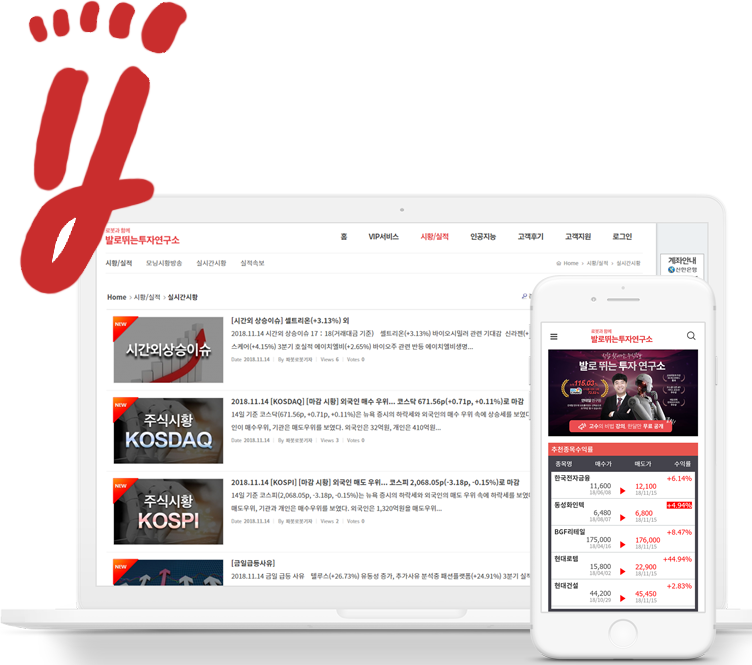 로봇과 함께
발로뛰는투자연구소
홈 VIP서비스 시황/실적 인공지능 고객후기 고객지원 로그인
시황/실적 오닝시황방송 실시간시황 실적속보
Home > 시황/실적 > 실시간시황
계좌안내
신한은행
Home > 시황/실적 > 실시간시황
NEW
시간외상승이슈
[시간외 상승이슈] 셀트리온(+3.13%) 외
2018.11.14 시간외 상승이슈 17 : 18(거래대금 기준) 셀트리온(+3.13%) 바이오시밀러 관련 기대감 신라젠(+
스케어(+4.15%) 3분기 호실적 에이치엘비(+2.65%) 바이오주 관련 반등 에이치엘비생명...
Date 2018.11.14 By 제갯로봇기자 Views 6 Votes 0
NEW
주식시황
KOSDAQ
2018.11.14 [KOSDAQ] [마감 시황] 외국인 매수 우위... 코스닥 671.56p(+0.71p, +0.11%)로 마감
14일 기준 코스닥(671.56p, +0.71p, +0.11%)은 뉴욕 증시의 하락세와 외국인의 매수 우위 속에 상승세를 보였다
인이 매수우위, 기관은 매도우위를 보였다. 외국인은 32억원, 개인은 410억원...
Date 2018.11.14 Views 3 Votes 0
NEW
주식시황
KOSPI
2018.11.14 [KOSPI] [마감 시황] 외국인 매도 우위... 코스피 2,068.05p(-3.18p, -0.15%)로 마감
14일 기준 코스피(2,068.05p, -3.18p, -0.15%)는 뉴욕 증시의 하락세와 외국인의 매도 우위 속에 하락세를 보였
매도우위, 기관과 개인은 매수우위를 보였다. 외국인은 1,320억원을 매도우위...
Date 2018.11.14 Views 2 Votes 0
NEW
[금일급등사유]
2018.11.14 금일 급등 사유 텔루스(+26.73%) 유동성 증가, 추가사유 분석중 패션플랫폼(+24.91%) 3분기 실적
로봇과 함께
발로뛰는투자연구소
발로 뛰는 투자 연구소
115.03
고수의 비법 강의, 한달만 무료 공개
추천종목수익률
종목명 매수가 매도가 수익률
한국전자금융 +6.14%
11,600 12,100
18/08/08 18/11/15
동성화인텍 +4.94%
6,480 6,800
18/08/07 18/11/15
BGF리테일 +8.47%
175,000 176,000
18/04/18 18/11/15
현대로템 +44.94%
15,800 22,900
18/04/02 18/11/15
현대건설 +2.83%
44,200 45,450
18/10/29 18/11/15